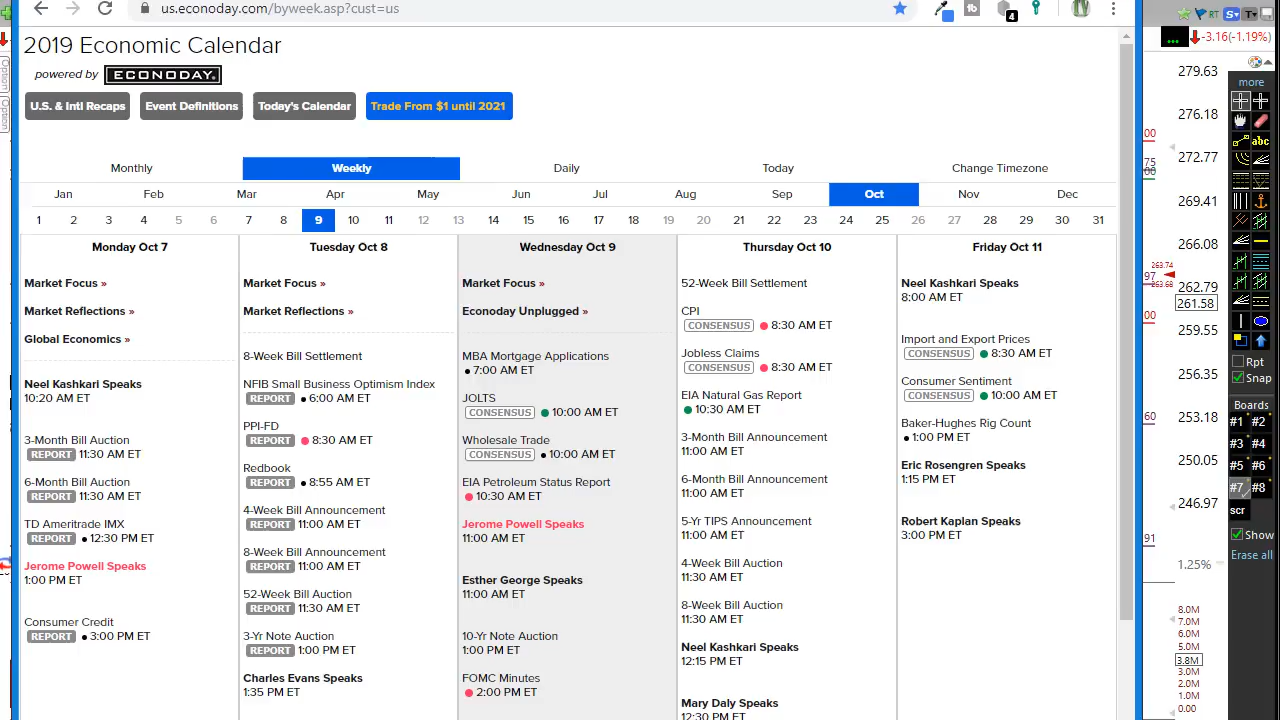 us.econoday.com/byweek.asp?cust=us
4
2019 Economic Calendar
powered by ECONODAY
U.S. & Intl Recaps Event Definitions Today's Calendar Trade From $1 until 2021
Monthly Weekly Daily Today Change Timezone
Jan Feb Mar Apr May Jun Jul Aug Sep Oct Nov Dec
1 2 3 4 5 6 7 8 9 10 11 12 13 14 15 16 17 18 19 20 21 22 23 24 25 26 27 28 29 30 31
Monday Oct 7
Market Focus »
Market Reflections »
Global Economics »
Neel Kashkari Speaks
10:20 AM ET
3-Month Bill Auction
REPORT 11:30 AM ET
6-Month Bill Auction
REPORT 11:30 AM ET
TD Ameritrade IMX
REPORT 12:30 PM ET
Jerome Powell Speaks
1:00 PM ET
Consumer Credit
REPORT 3:00 PM ET
Tuesday Oct 8
Market Focus »
Market Reflections »
8-Week Bill Settlement
NFIB Small Business Optimism Index
REPORT 6:00 AM ET
PPI-FD
REPORT 8:30 AM ET
Redbook
REPORT 8:55 AM ET
4-Week Bill Announcement
REPORT 11:00 AM ET
8-Week Bill Announcement
REPORT 11:00 AM ET
52-Week Bill Auction
REPORT 11:30 AM ET
3-Yr Note Auction
REPORT 1:00 PM ET
Charles Evans Speaks
1:35 PM ET
Wednesday Oct 9
Market Focus »
Econoday Unplugged »
MBA Mortgage Applications
7:00 AM ET
JOLTS
CONSENSUS 10:00 AM ET
Wholesale Trade
CONSENSUS 10:00 AM ET
EIA Petroleum Status Report
10:30 AM ET
Jerome Powell Speaks
11:00 AM ET
Esther George Speaks
11:00 AM ET
10-Yr Note Auction
1:00 PM ET
FOMC Minutes
2:00 PM ET
Thursday Oct 10
52-Week Bill Settlement
CPI
CONSENSUS 8:30 AM ET
Jobless Claims
CONSENSUS 8:30 AM ET
EIA Natural Gas Report
10:30 AM ET
3-Month Bill Announcement
11:00 AM ET
6-Month Bill Announcement
11:00 AM ET
5-Yr TIPS Announcement
11:00 AM ET
4-Week Bill Auction
11:30 AM ET
8-Week Bill Auction
11:30 AM ET
Neel Kashkari Speaks
12:15 PM ET
Mary Daly Speaks
12:30 PM ET
Friday Oct 11
Neel Kashkari Speaks
8:00 AM ET
Import and Export Prices
CONSENSUS 8:30 AM ET
Consumer Sentiment
CONSENSUS 10:00 AM ET
Baker-Hughes Rig Count
1:00 PM ET
Eric Rosengren Speaks
1:15 PM ET
Robert Kaplan Speaks
3:00 PM ET
Option
Option
RT S T
-3.16(-1.19%)
279.63
276.18
272.77
269.41
266.08
263.74
263.68
262.79
261.58
259.55
256.35
253.18
250.05
246.97
1.25%
8.0M
7.0M
6.0M
5.0M
3.8M
3.0M
2.0M
1.0M
0.00
00
75
00
97
00
60
91
more
abc
Rpt
Snap
Boards
#1 #2
#3 #4
#5 #6
#7 #8
scr
Show
Erase all